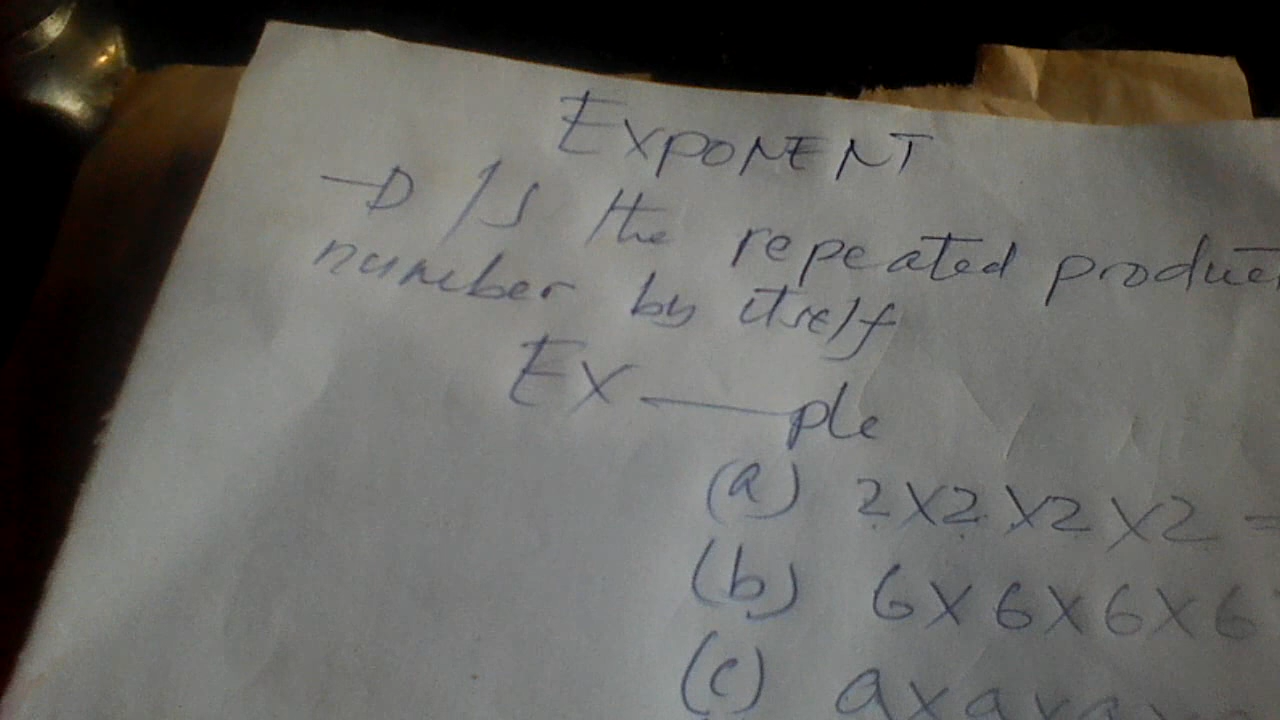 EXPONENT
→ Is the repeated product
number by itself
Ex——ple
(a) 2×2×2×2 =
(b) 6×6×6×6
(c) a×a×a×